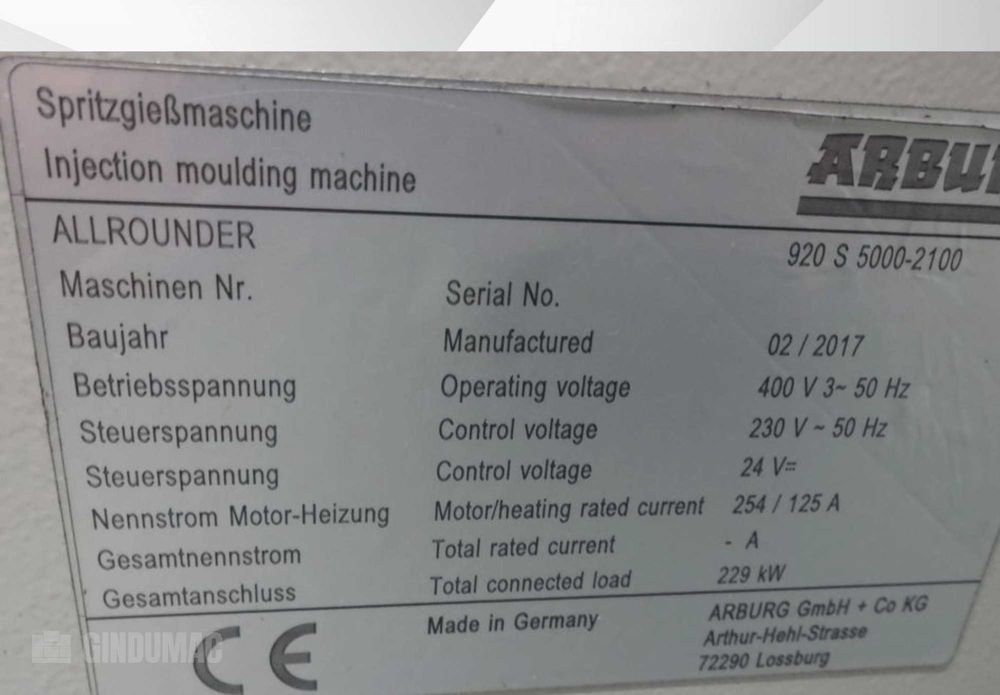 Spritzgießmaschine
Injection moulding machine
ARBU
ALLROUNDER 920 S 5000-2100
Maschinen Nr. Serial No.
Baujahr Manufactured 02 / 2017
Betriebsspannung Operating voltage 400 V 3~ 50 Hz
Steuerspannung Control voltage 230 V ~ 50 Hz
Steuerspannung Control voltage 24 V⎓
Nennstrom Motor-Heizung Motor/heating rated current 254 / 125 A
Gesamtnennstrom Total rated current - A
Gesamtanschluss Total connected load 229 kW
CE Made in Germany ARBURG GmbH + Co KG
Arthur-Hehl-Strasse
72290 Lossburg
GINDUMAC